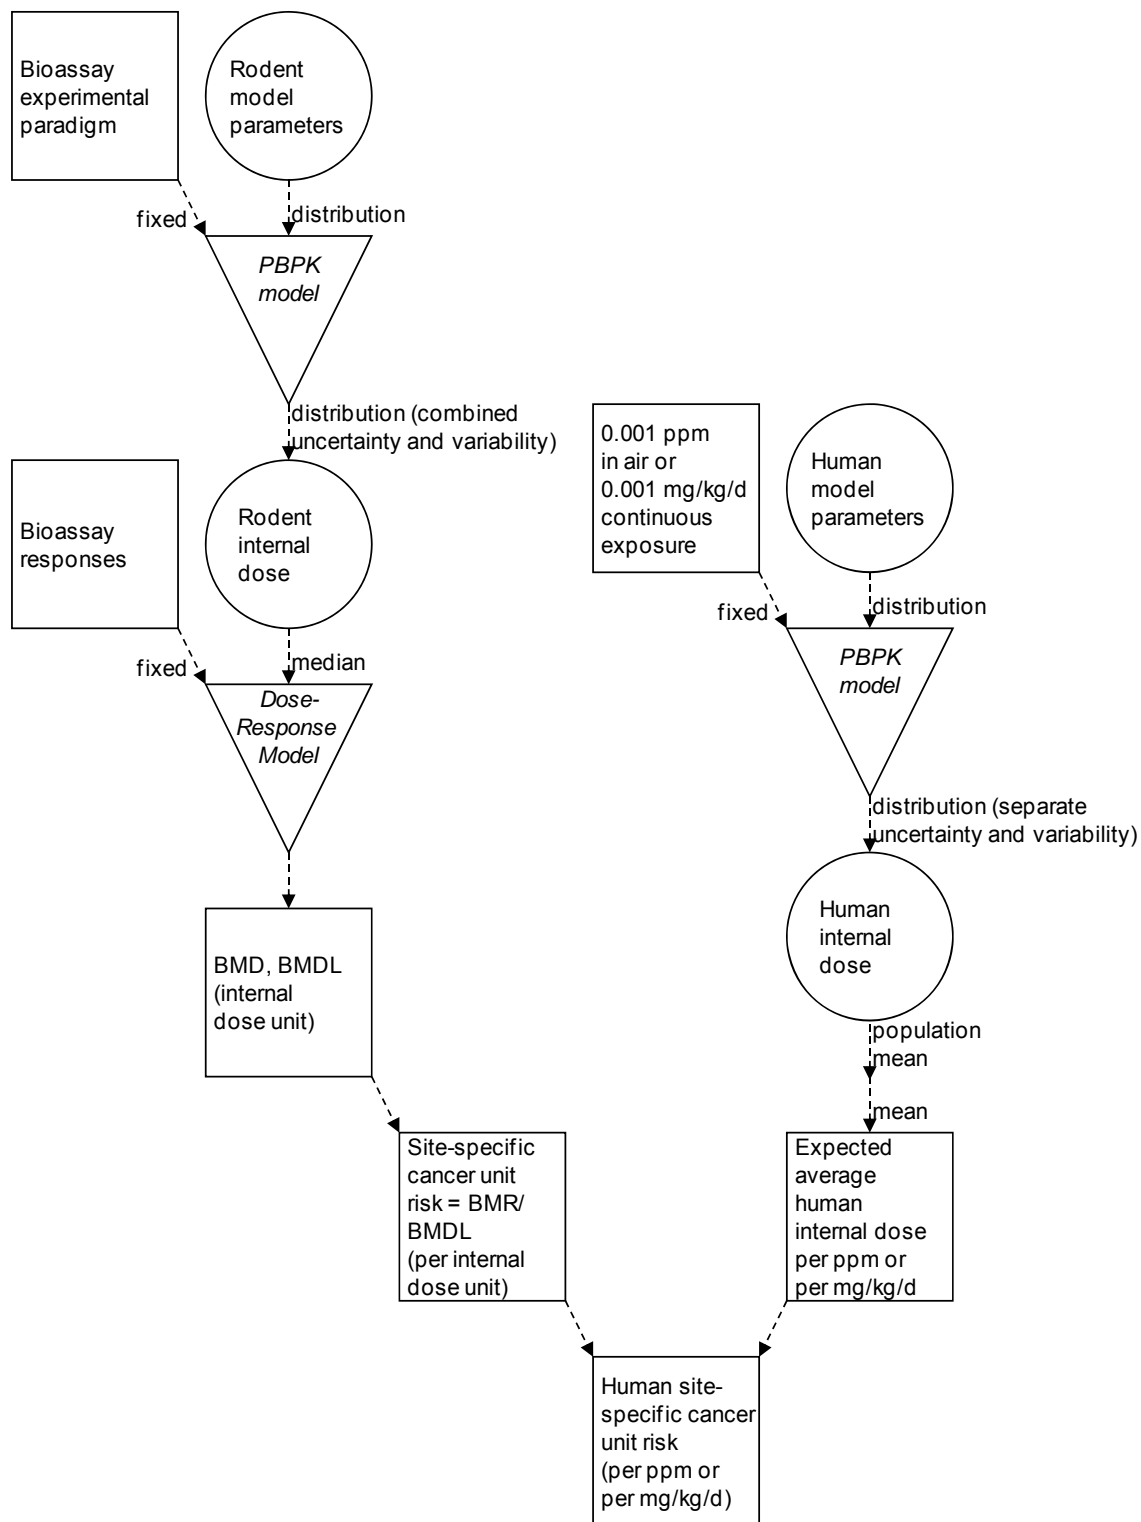 Bioassay
experimental
paradigm
Rodent
model
parameters
fixed
distribution
PBPK
model
distribution (combined
uncertainty and variability)
Bioassay
responses
Rodent
internal
dose
fixed
median
Dose-
Response
Model
BMD, BMDL
(internal
dose unit)
Site-specific
cancer unit
risk = BMR/
BMDL
(per internal
dose unit)
0.001 ppm
in air or
0.001 mg/kg/d
continuous
exposure
Human
model
parameters
fixed
distribution
PBPK
model
distribution (separate
uncertainty and variability)
Human
internal
dose
population
mean
mean
Expected
average
human
internal dose
per ppm or
per mg/kg/d
Human site-
specific cancer
unit risk
(per ppm or
per mg/kg/d)